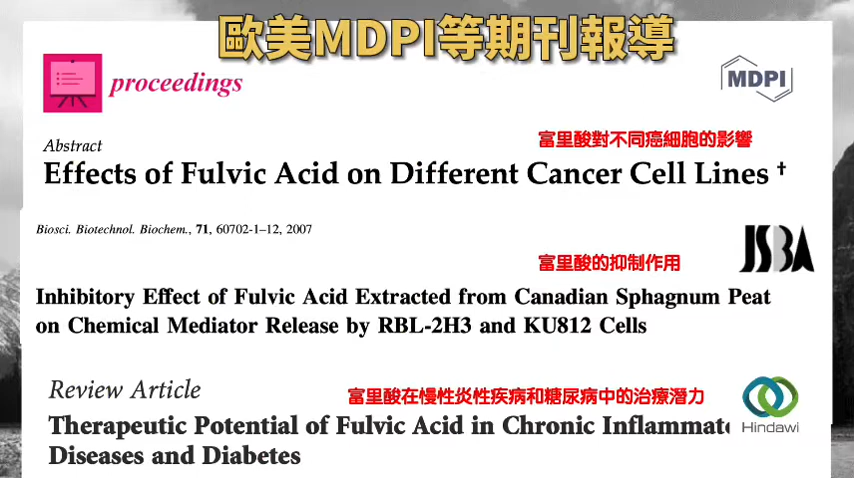 歐美MDPI等期刊報導
proceedings
MDPI
Abstract
富里酸對不同癌細胞的影響
Effects of Fulvic Acid on Different Cancer Cell Lines †
Biosci. Biotechnol. Biochem., 71, 60702-1–12, 2007
JSBA
富里酸的抑制作用
Inhibitory Effect of Fulvic Acid Extracted from Canadian Sphagnum Peat
on Chemical Mediator Release by RBL-2H3 and KU812 Cells
Review Article
富里酸在慢性炎性疾病和糖尿病中的治療潛力
Hindawi
Therapeutic Potential of Fulvic Acid in Chronic Inflammat
Diseases and Diabetes